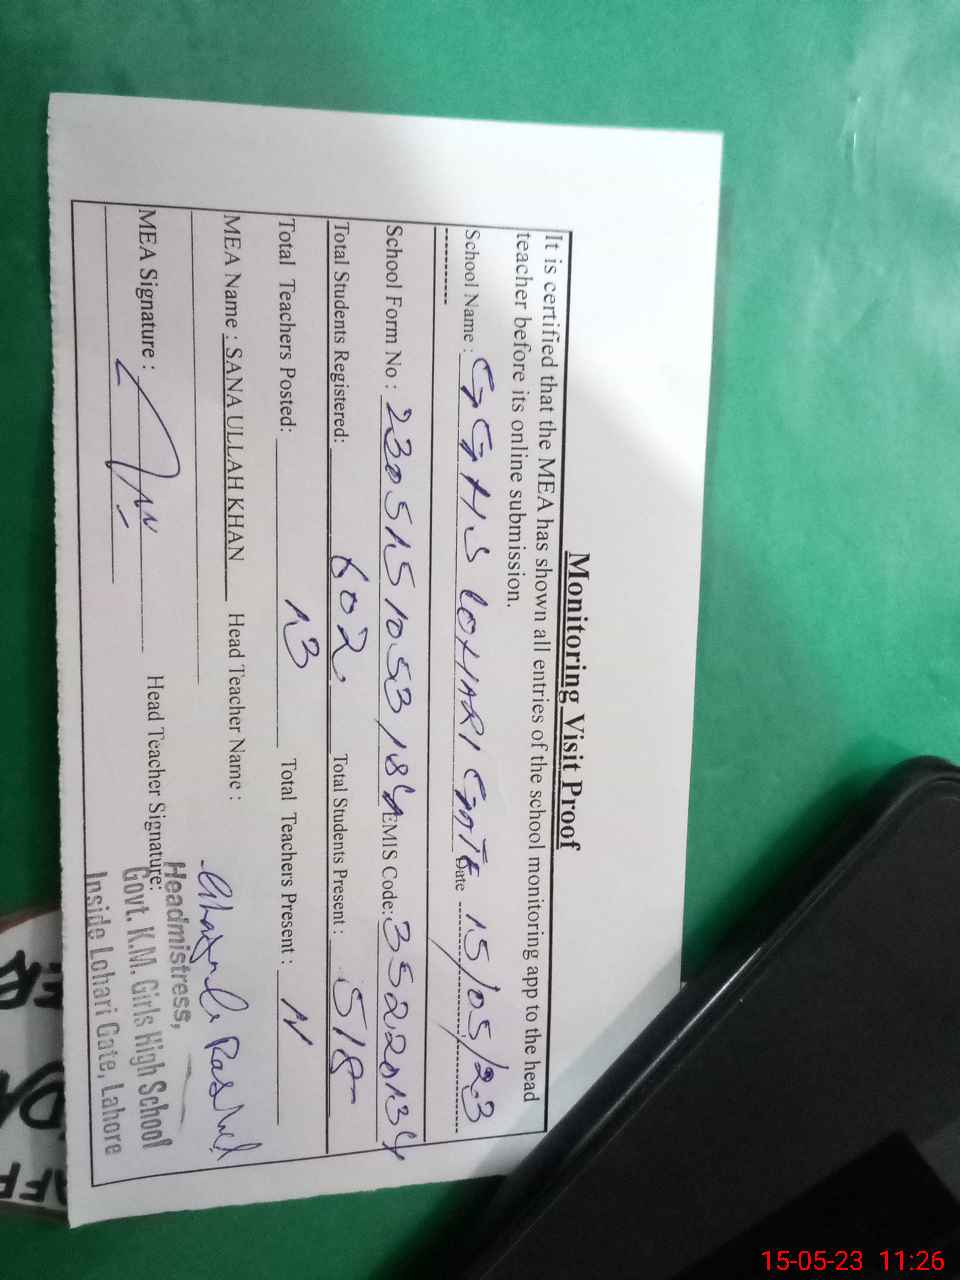 Monitoring Visit Proof
It is certified that the MEA has shown all entries of the school monitoring app to the head
teacher before its online submission.
School Name : GGHS LOHARI GATE Date 15/05/23
School Form No : EMIS Code: 35220134
Total Students Registered: 602 Total Students Present : 518
Total Teachers Posted: 13 Total Teachers Present :
MEA Name : SANA ULLAH KHAN Head Teacher Name :
MEA Signature : Head Teacher Signature:
Headmistress,
Govt. K.M. Girls High School
Inside Lohari Gate, Lahore
15-05-23 11:26